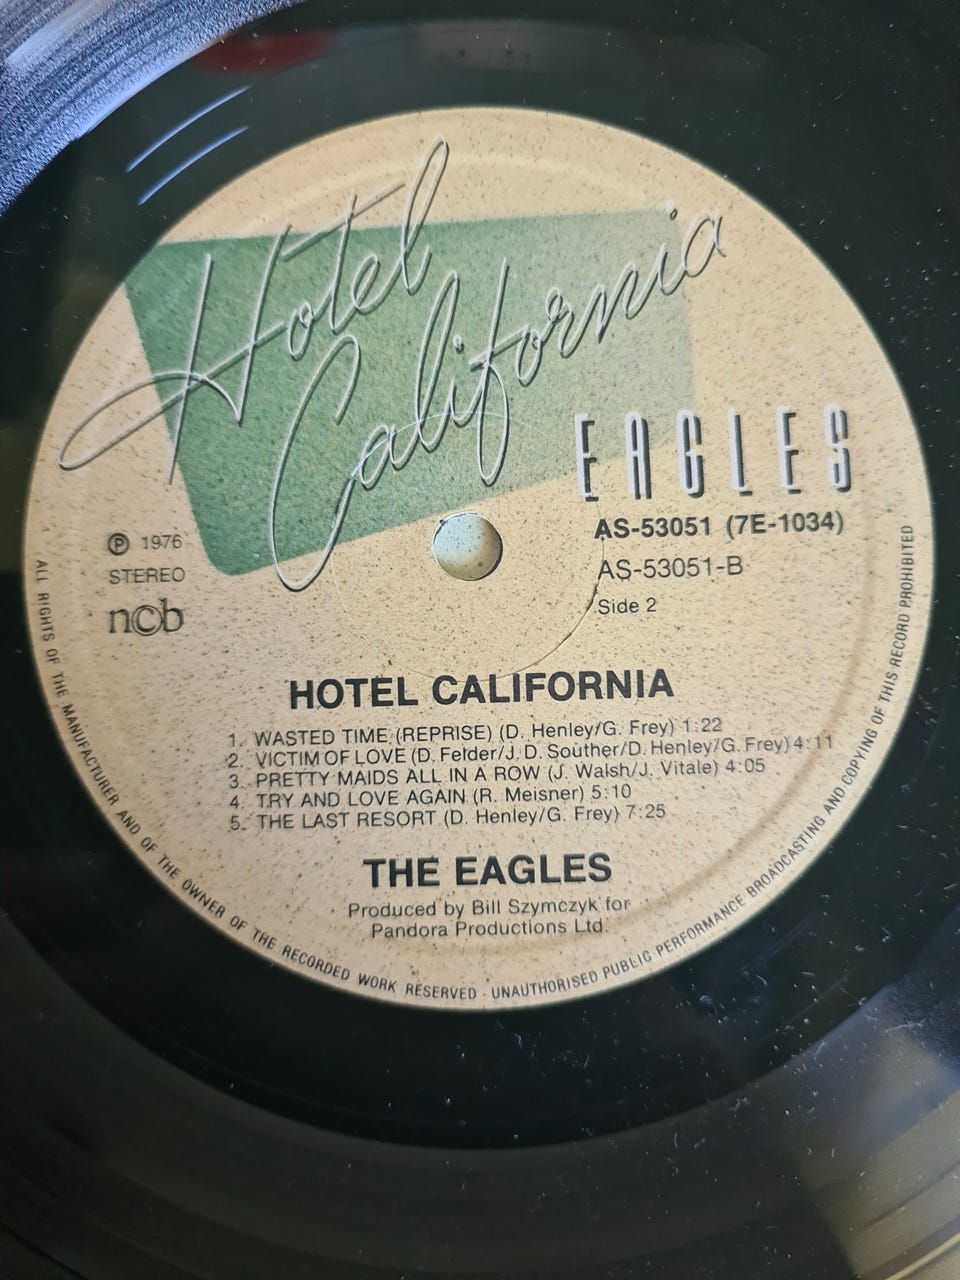 Hotel
California
EAGLES
AS-53051 (7E-1034)
AS-53051-B
Side 2
℗ 1976
STEREO
n©b
HOTEL CALIFORNIA
1. WASTED TIME (REPRISE) (D. Henley/G. Frey) 1:22
2. VICTIM OF LOVE (D. Felder/J. D. Souther/D. Henley/G. Frey) 4:11
3. PRETTY MAIDS ALL IN A ROW (J. Walsh/J. Vitale) 4:05
4. TRY AND LOVE AGAIN (R. Meisner) 5:10
5. THE LAST RESORT (D. Henley/G. Frey) 7:25
THE EAGLES
Produced by Bill Szymczyk for
Pandora Productions Ltd.
ALL RIGHTS OF THE MANUFACTURER AND OF THE OWNER OF THE RECORDED WORK RESERVED · UNAUTHORISED PUBLIC PERFORMANCE BROADCASTING AND COPYING OF THIS RECORD PROHIBITED